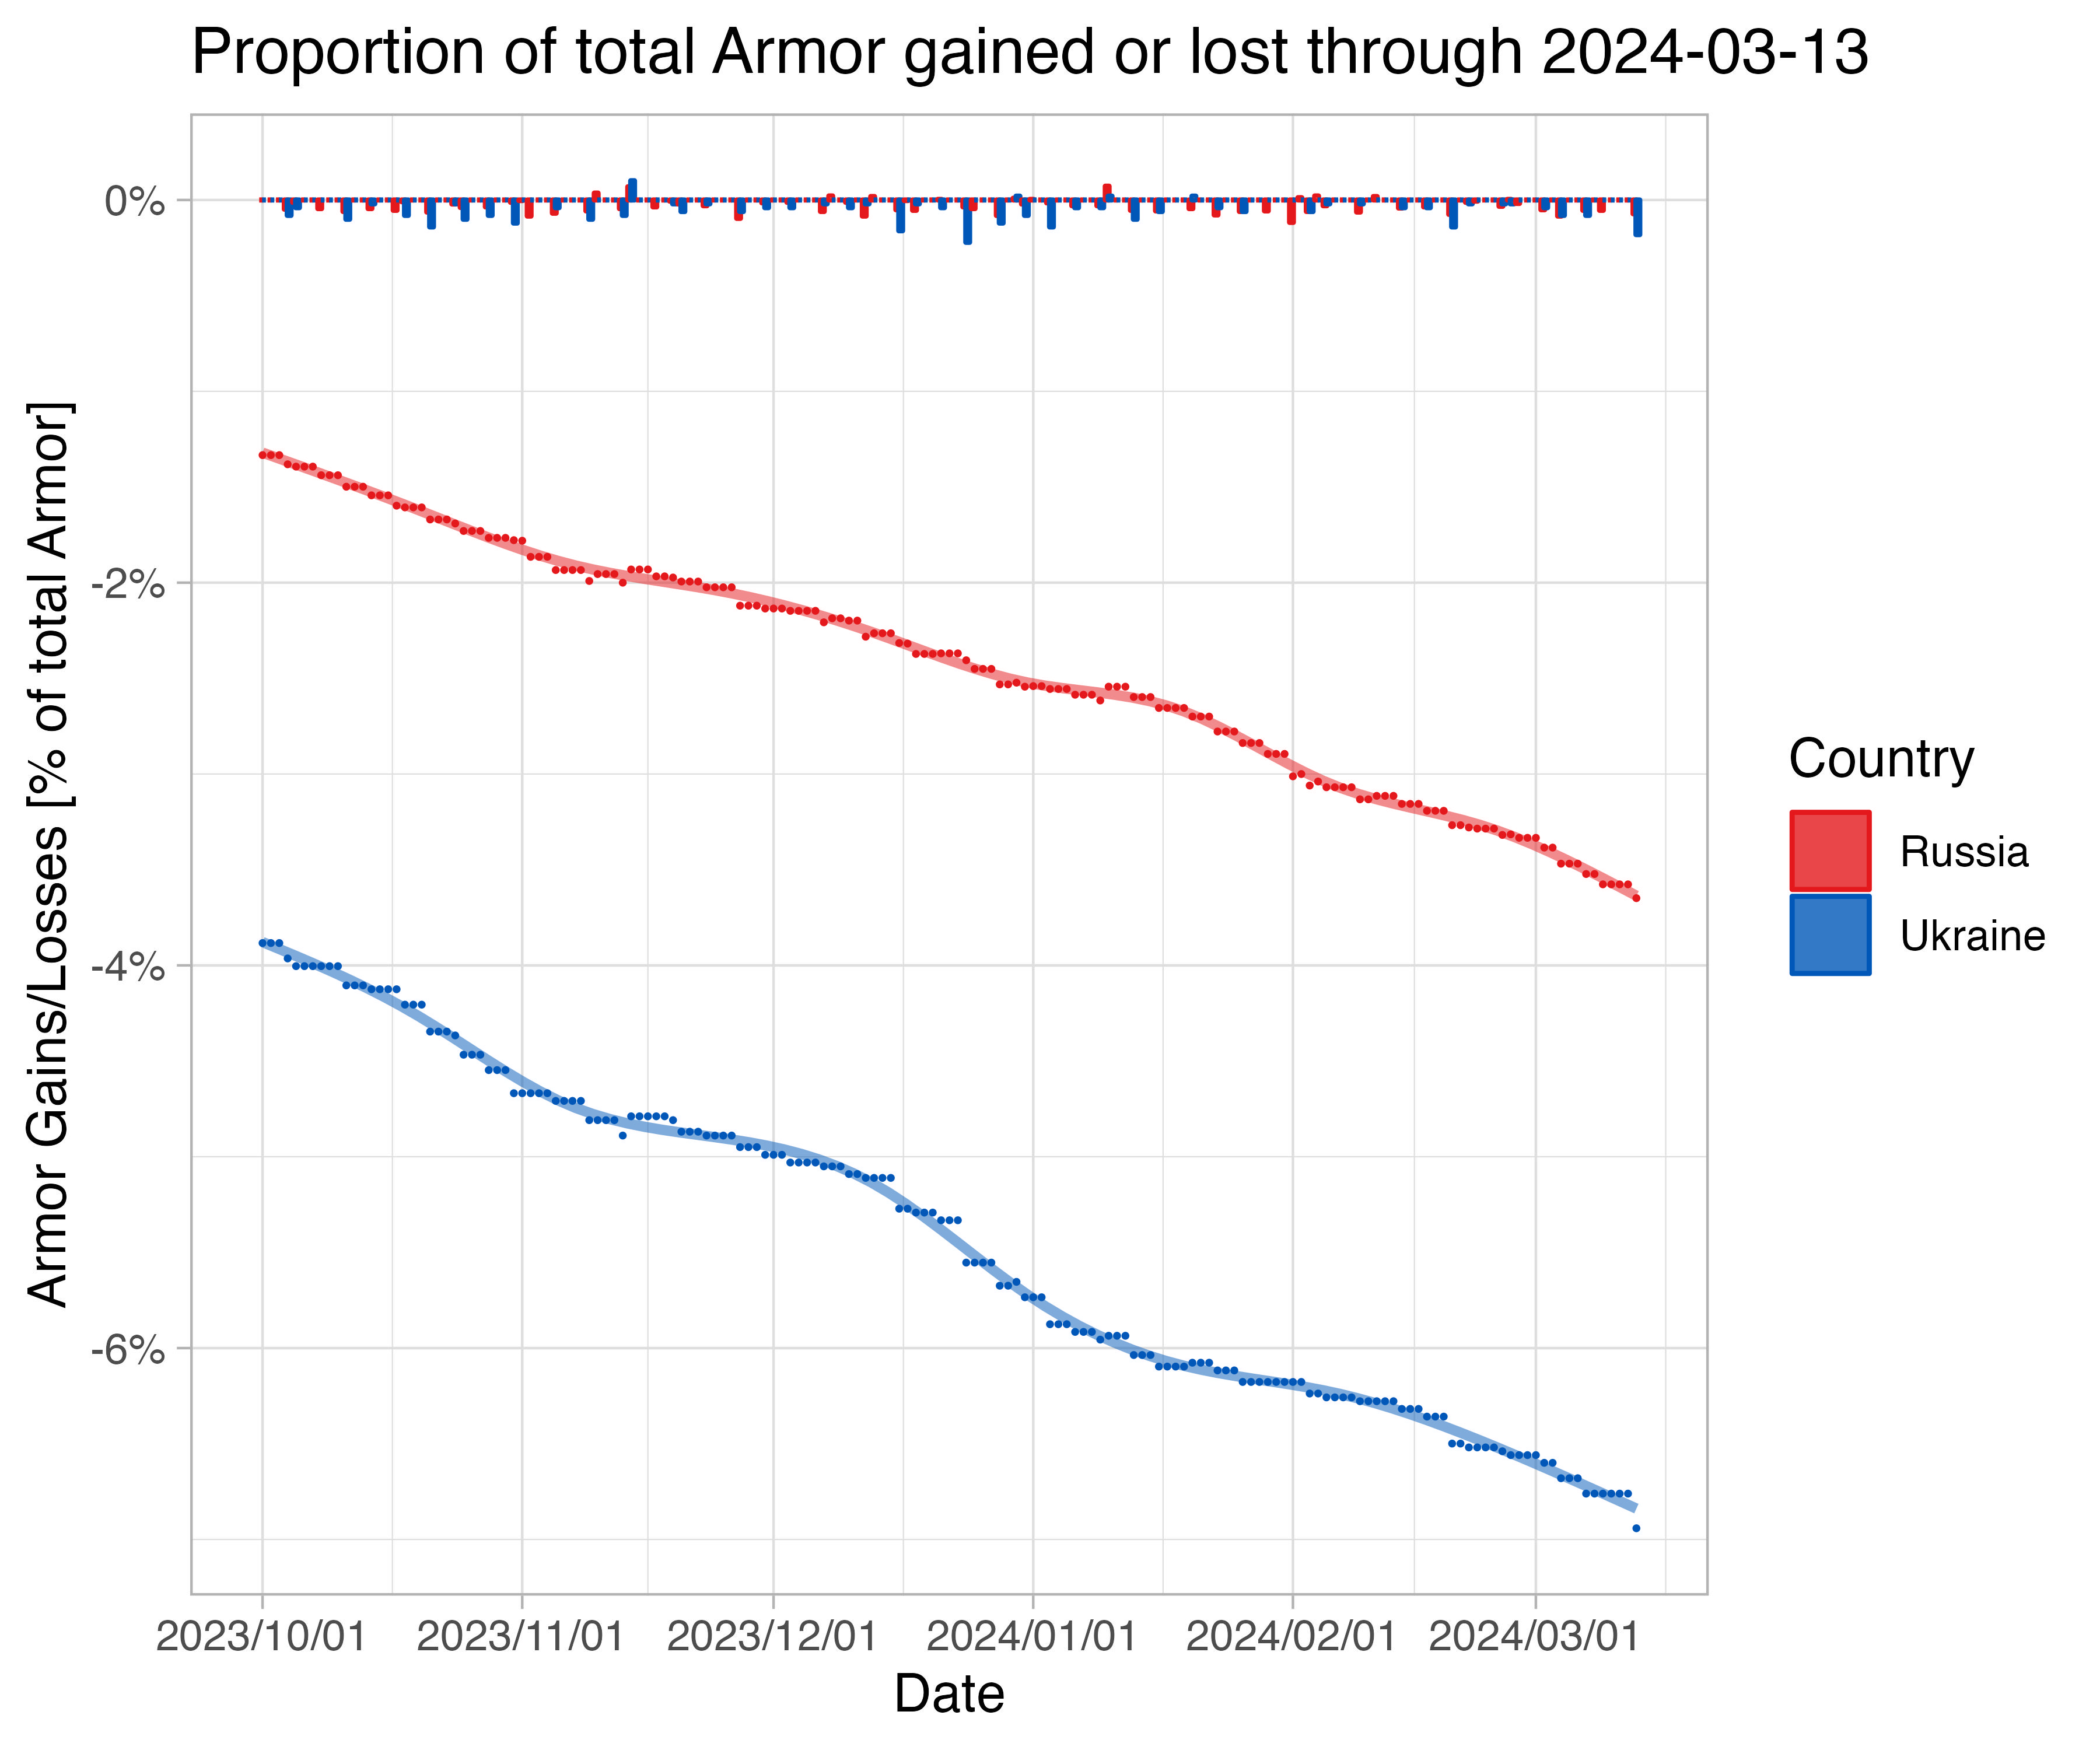 Proportion of total Armor gained or lost through 2024-03-13
Armor Gains/Losses [% of total Armor]
0%
-2%
-4%
-6%
2023/10/01 2023/11/01 2023/12/01 2024/01/01 2024/02/01 2024/03/01
Date
Country
Russia
Ukraine